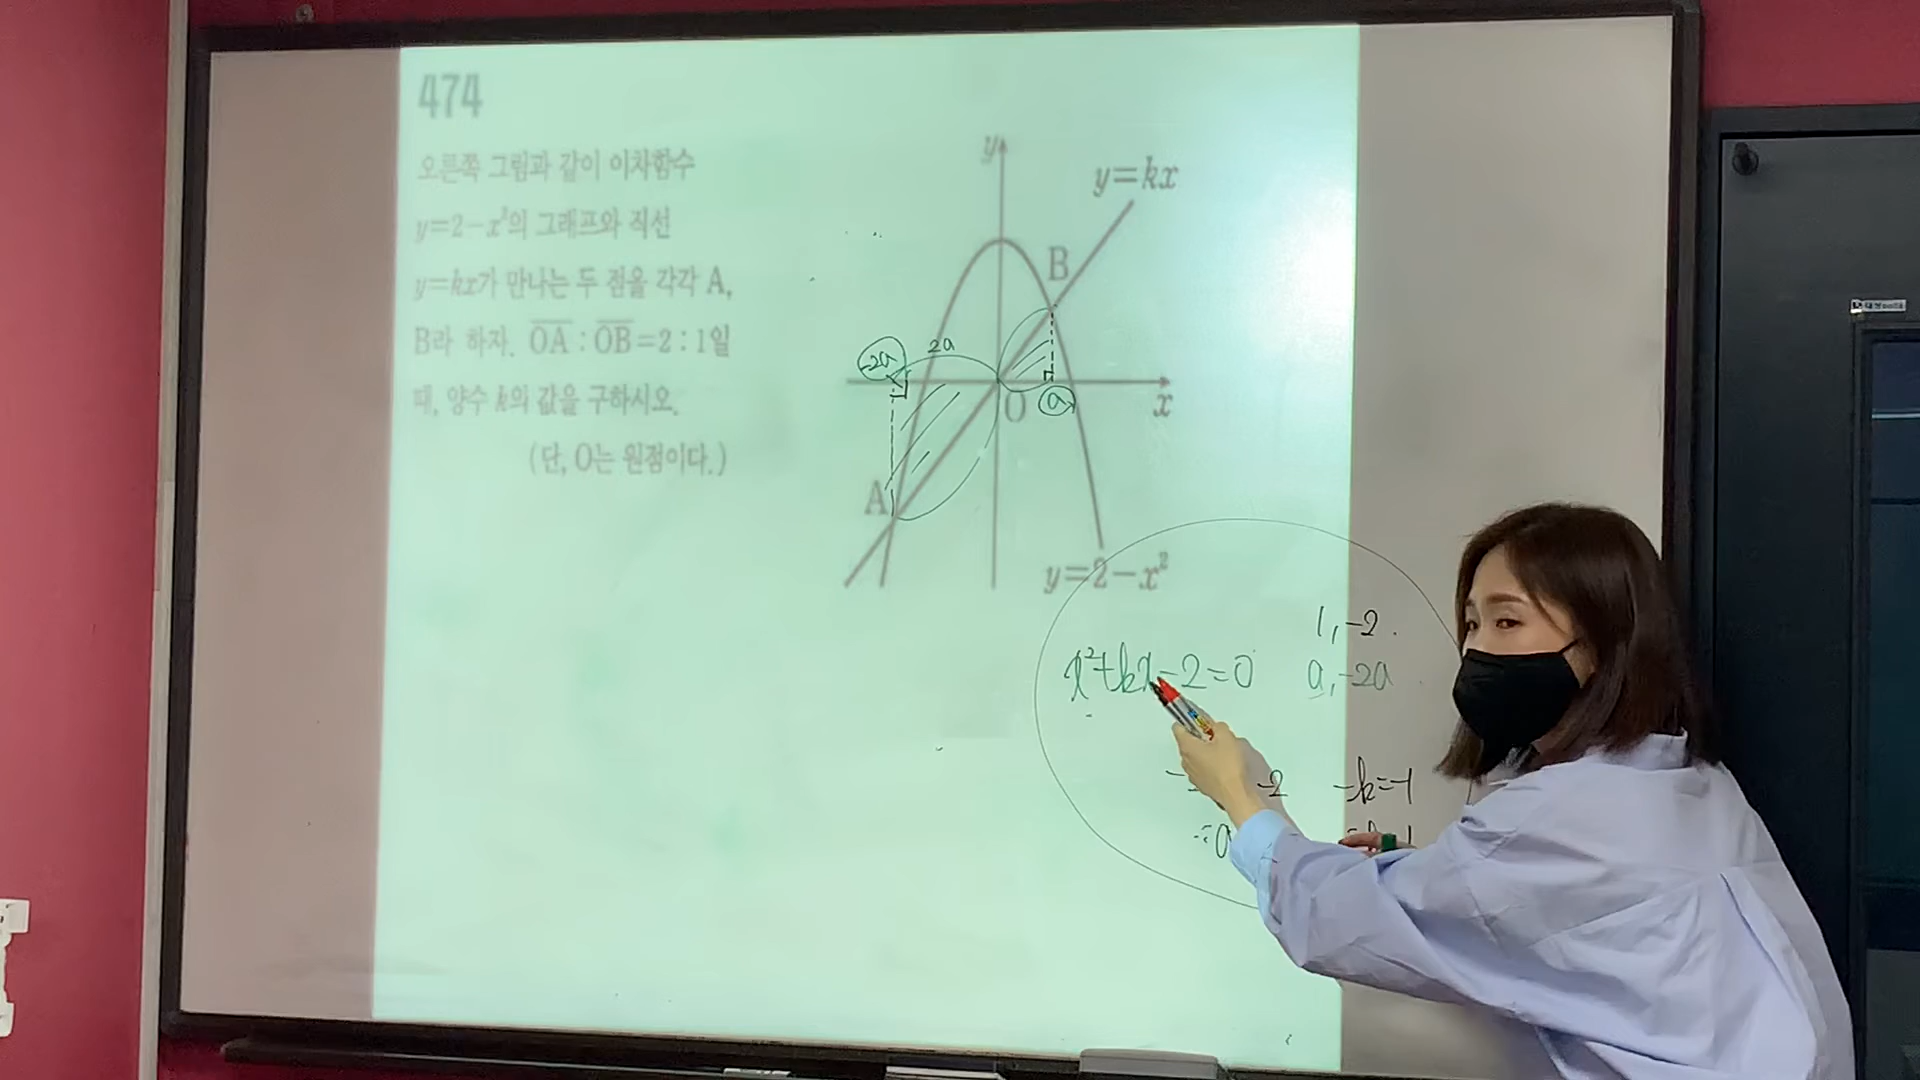 474
오른쪽 그림과 같이 이차함수
y=2-x²의 그래프와 직선
y=kx가 만나는 두 점을 각각 A,
B라 하자. OA : OB=2 : 1일
때, 양수 k의 값을 구하시오.
(단, O는 원점이다.)
y
y=kx
B
-2a
2a
O
a
x
A
y=2-x²
1, -2.
x²+kx-2=0
a, -2a
-2
-k=-1